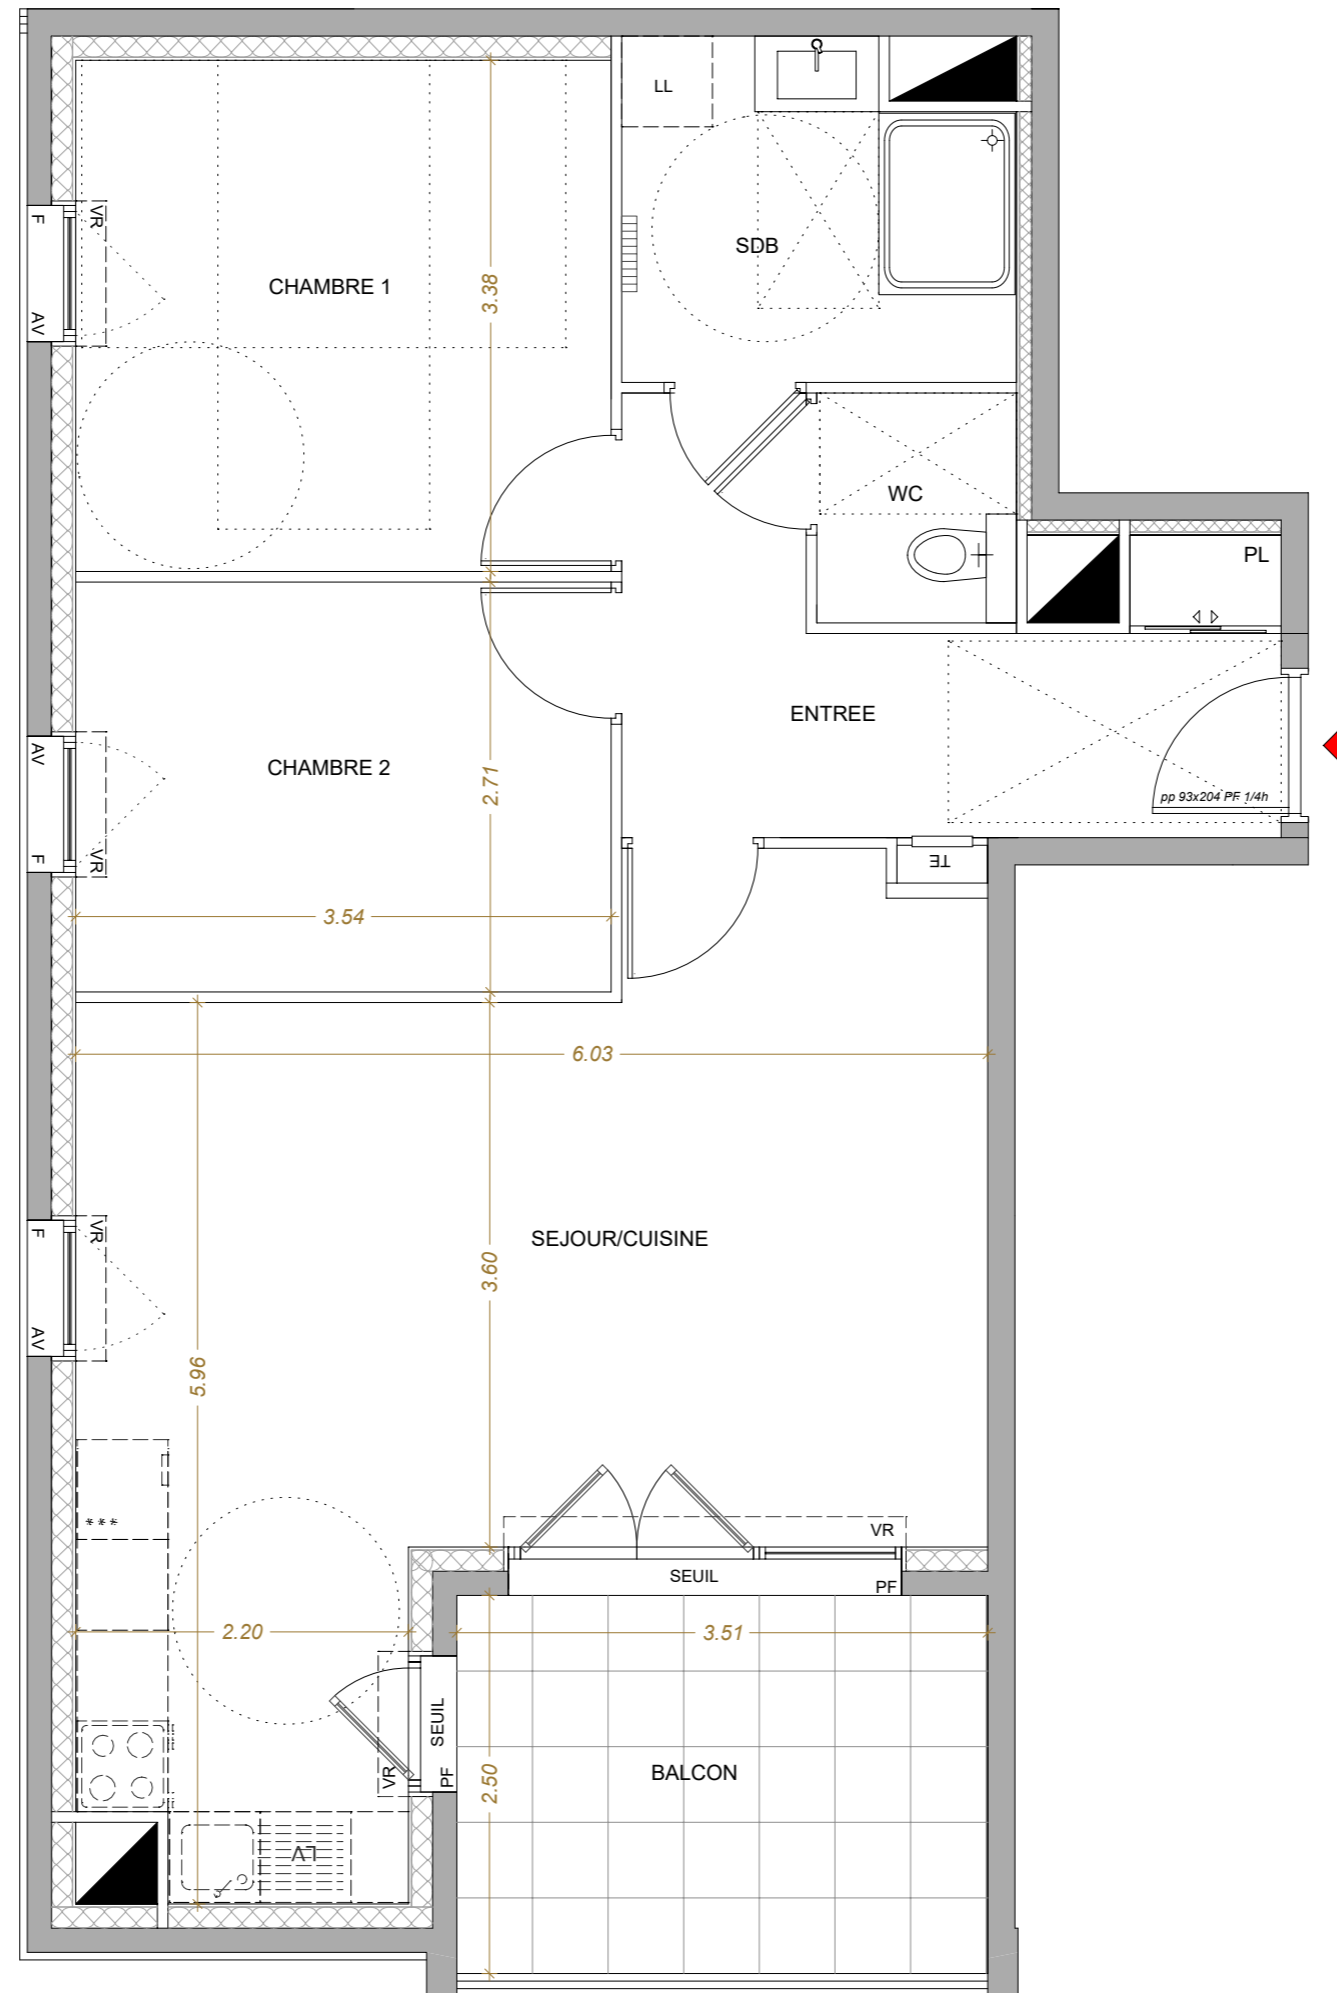 LL
VR
F
SDB
CHAMBRE 1
3.38
AV
WC
PL
ENTREE
AV
CHAMBRE 2
2.71
pp 93x204 PF 1/4h
F
VR
TE
3.54
6.03
VR
F
SEJOUR/CUISINE
3.60
AV
5.96
***
VR
SEUIL
PF
2.20
3.51
SEUIL
BALCON
VR
PF
2.50
LV